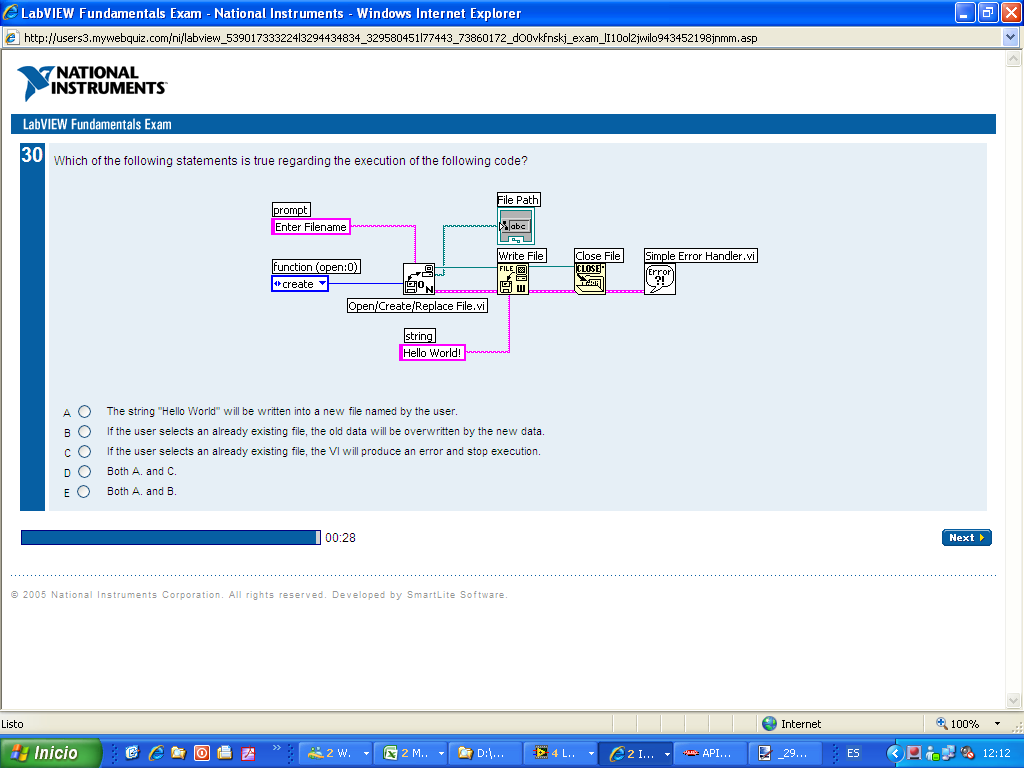 LabVIEW Fundamentals Exam - National Instruments - Windows Internet Explorer
NATIONAL
INSTRUMENTS
LabVIEW Fundamentals Exam
30
Which of the following statements is true regarding the execution of the following code?
File Path
abc
prompt
Enter Filename
function (open:0)
create
Write File
FILE
W
Close File
CLOSE
Simple Error Handler.vi
Error
?!
O
N
Open/Create/Replace File.vi
string
Hello World!
A The string "Hello World" will be written into a new file named by the user.
B If the user selects an already existing file, the old data will be overwritten by the new data.
C If the user selects an already existing file, the VI will produce an error and stop execution.
D Both A. and C.
E Both A. and B.
00:28
Next
© 2005 National Instruments Corporation. All rights reserved. Developed by SmartLite Software.
Listo
Internet
100%
Inicio
2 W.
2 M...
D:\...
4 L...
2 I...
API...
_29...
ES
12:12